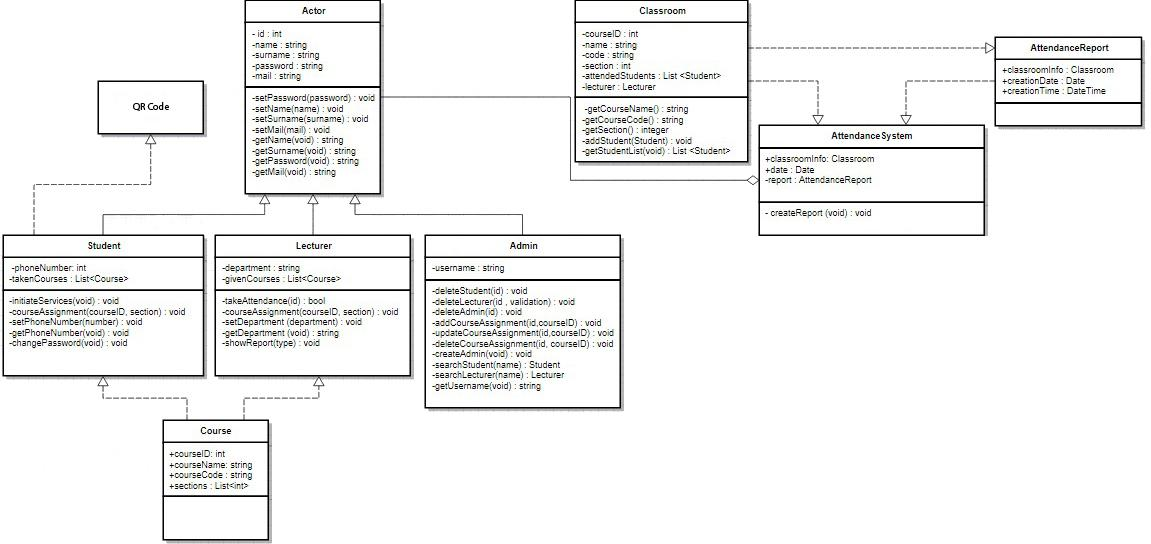 Actor
- id : int
-name : string
-surname : string
-password : string
-mail : string
-setPassword(password) : void
-setName(name) : void
-setSurname(surname) : void
-setMail(mail) : void
-getName(void) : string
-getSurname(void) : string
-getPassword(void) : string
-getMail(void) : string
Classroom
-courseID : int
-name : string
-code : string
-section : int
-attendedStudents : List <Student>
-lecturer : Lecturer
-getCourseName() : string
-getCourseCode() : string
-getSection() : integer
-addStudent(Student) : void
-getStudentList(void) : List <Student>
AttendanceReport
+classroomInfo : Classroom
+creationDate : Date
+creationTime : DateTime
QR Code
AttendanceSystem
+classroomInfo: Classroom
+date : Date
-report : AttendanceReport
- createReport (void) : void
Student
-phoneNumber: int
-takenCourses : List<Course>
-initiateServices(void) : void
-courseAssignment(courseID, section) : void
-setPhoneNumber(number) : void
-getPhoneNumber(void) : void
-changePassword(void) : void
Lecturer
-department : string
-givenCourses : List<Course>
-takeAttendance(id) : bool
-courseAssignment(courseID, section) : void
-setDepartment (department) : void
-getDepartment (void) : string
-showReport(type) : void
Admin
-username : string
-deleteStudent(id) : void
-deleteLecturer(id , validation) : void
-deleteAdmin(id) : void
-addCourseAssignment(id,courseID) : void
-updateCourseAssignment(id,courseID) : void
-deleteCourseAssignment(id, courseID) : void
-createAdmin(void) : void
-searchStudent(name) : Student
-searchLecturer(name) : Lecturer
-getUsername(void) : string
Course
+courseID: int
+courseName: string
+courseCode : string
+sections : List<int>